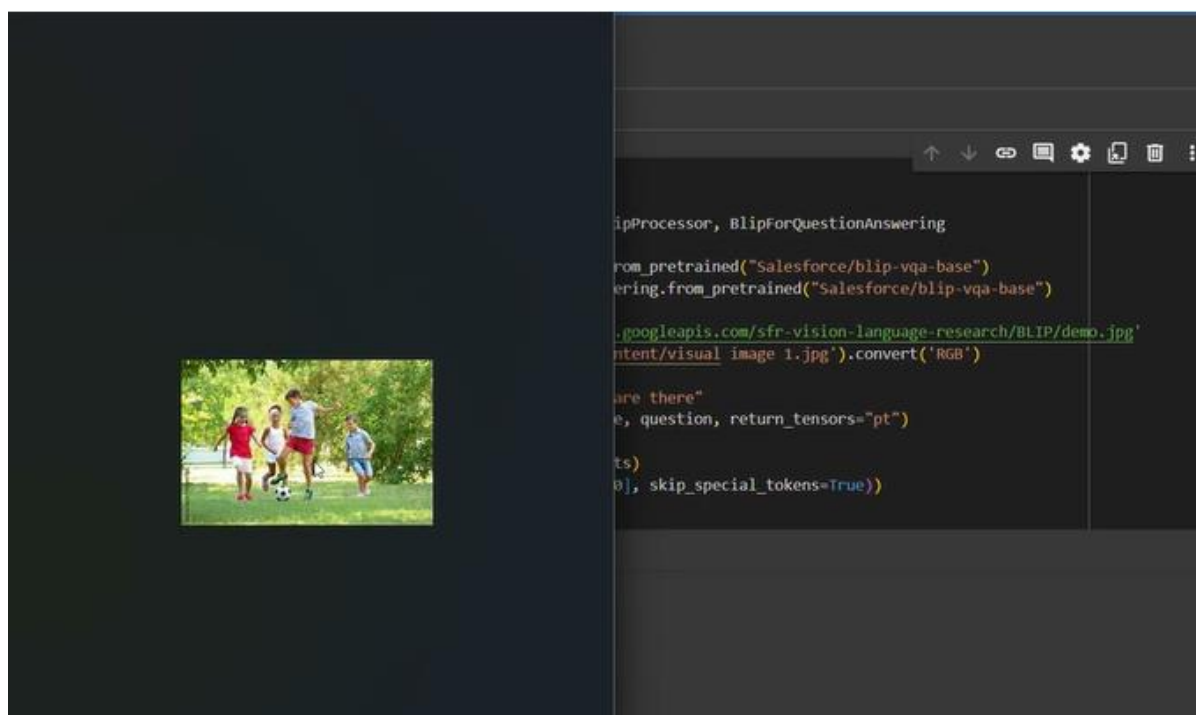 ipProcessor, BlipForQuestionAnswering
rom_pretrained("Salesforce/blip-vqa-base")
ering.from_pretrained("Salesforce/blip-vqa-base")
.googleapis.com/sfr-vision-language-research/BLIP/demo.jpg'
ntent/visual image 1.jpg').convert('RGB')
are there"
e, question, return_tensors="pt")
ts)
0], skip_special_tokens=True))